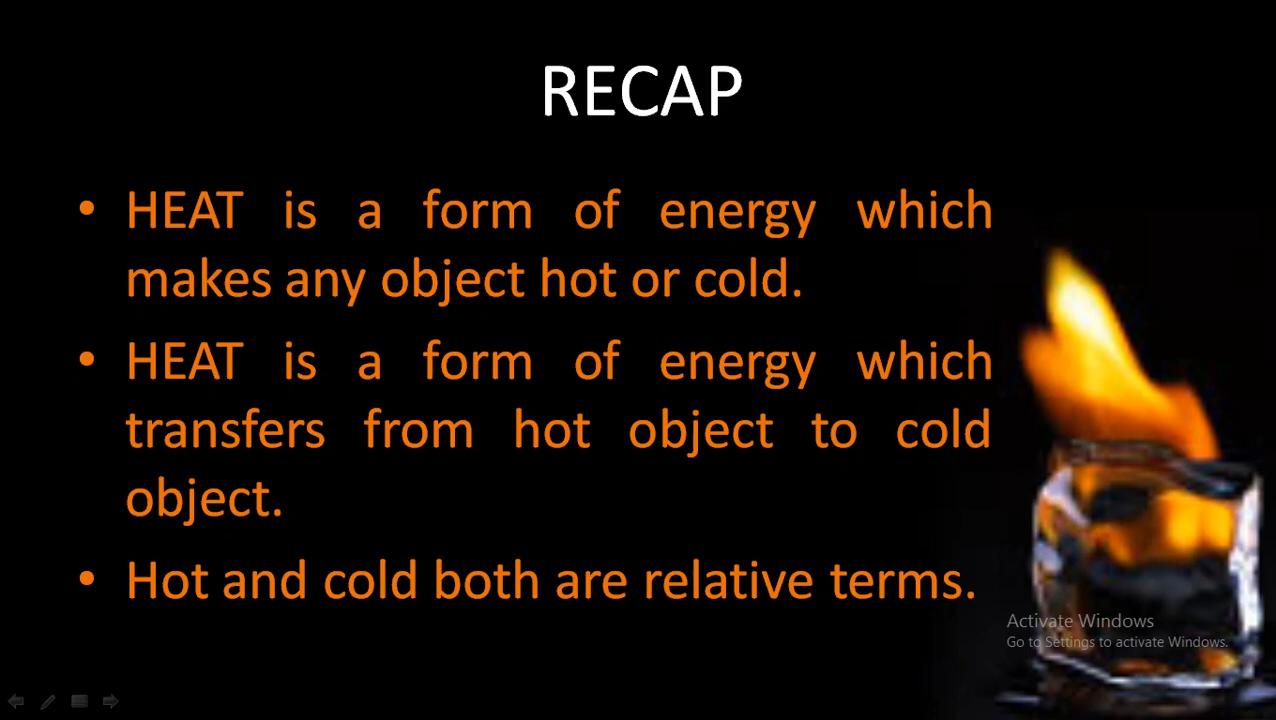 RECAP
• HEAT is a form of energy which
makes any object hot or cold.
• HEAT is a form of energy which
transfers from hot object to cold
object.
• Hot and cold both are relative terms.
Activate Windows
Go to Settings to activate Windows.